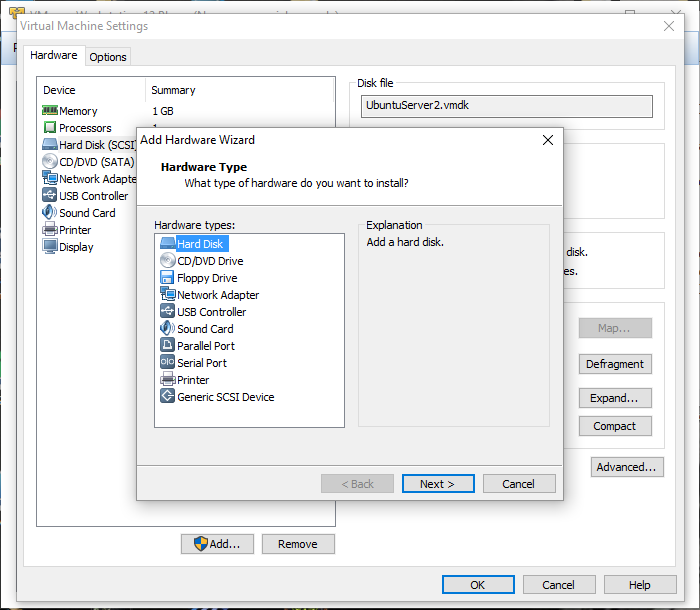 Virtual Machine Settings
Hardware
Options
Device Summary
Memory 1 GB
Processors
Hard Disk (SCSI)
CD/DVD (SATA)
Network
USB Controller
Sound Card
Printer
Display
Disk file
UbuntuServer2.vmdk
disk.
Map...
Defragment
Expand...
Compact
Advanced...
Add Hardware Wizard
Hardware Type
What type of hardware do you want to install?
Hardware types:
Hard Disk
CD/DVD Drive
Floppy Drive
Network Adapter
USB Controller
Sound Card
Parallel Port
Serial Port
Printer
Generic SCSI Device
Explanation
Add a hard disk.
< Back
Next >
Cancel
Add...
Remove
OK
Cancel
Help